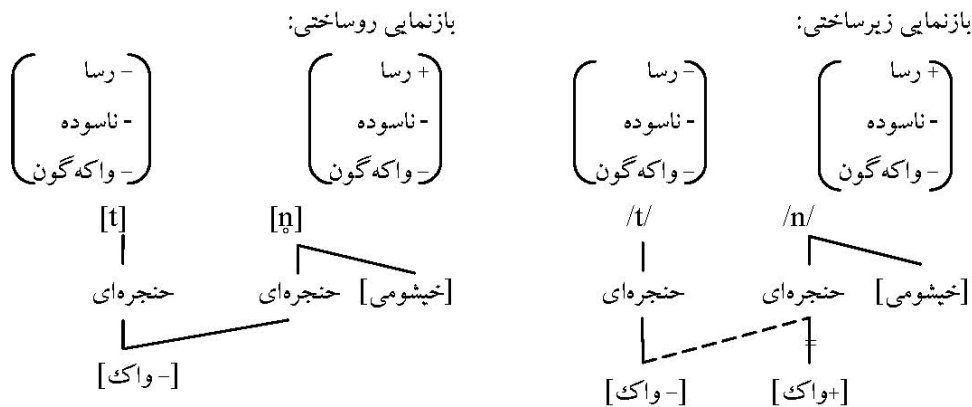 بازنمایی زیرساختی: بازنمایی روساختی:
+ رسا – رسا + رسا – رسا
- ناسوده - ناسوده - ناسوده - ناسوده
– واکه‌گون – واکه‌گون – واکه‌گون – واکه‌گون
/n/ /t/ [n̥] [t]
[خیشومی] حنجره‌ای حنجره‌ای [خیشومی] حنجره‌ای حنجره‌ای
[+واک] [– واک] [– واک]